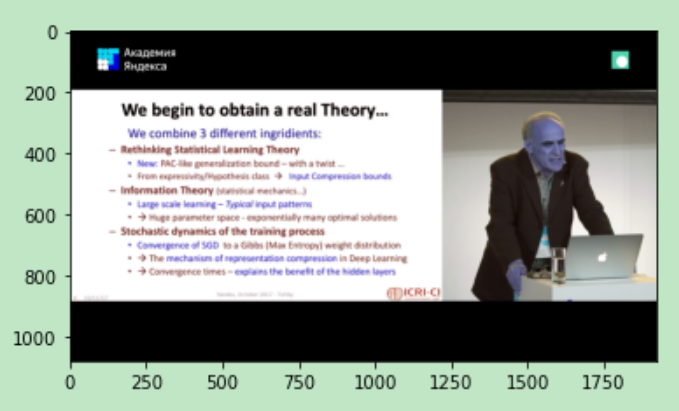 Академия
Яндекса
We begin to obtain a real Theory...
We combine 3 different ingridients:
– Rethinking Statistical Learning Theory
• New: PAC-like generalization bound – with a twist ...
• From expressivity/Hypothesis class → Input Compression bounds
– Information Theory (statistical mechanics...)
• Large scale learning – Typical input patterns
• → Huge parameter space - exponentially many optimal solutions
– Stochastic dynamics of the training process
• Convergence of SGD to a Gibbs (Max Entropy) weight distribution
• → The mechanism of representation compression in Deep Learning
• → Convergence times – explains the benefit of the hidden layers
ICRI-CI
0
200
400
600
800
1000
0 250 500 750 1000 1250 1500 1750